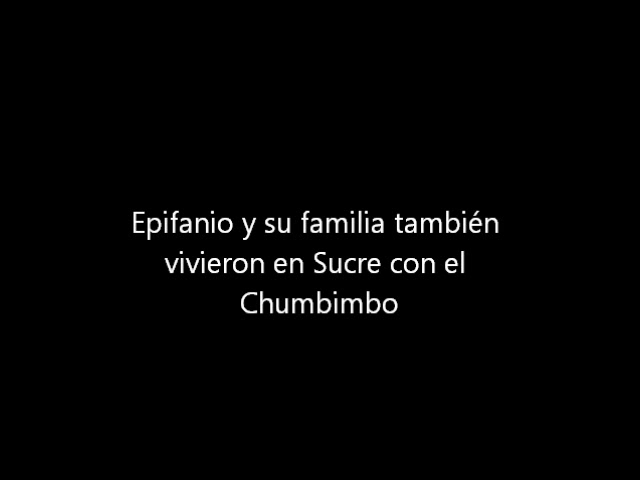 Epifanio y su familia también
vivieron en Sucre con el
Chumbimbo